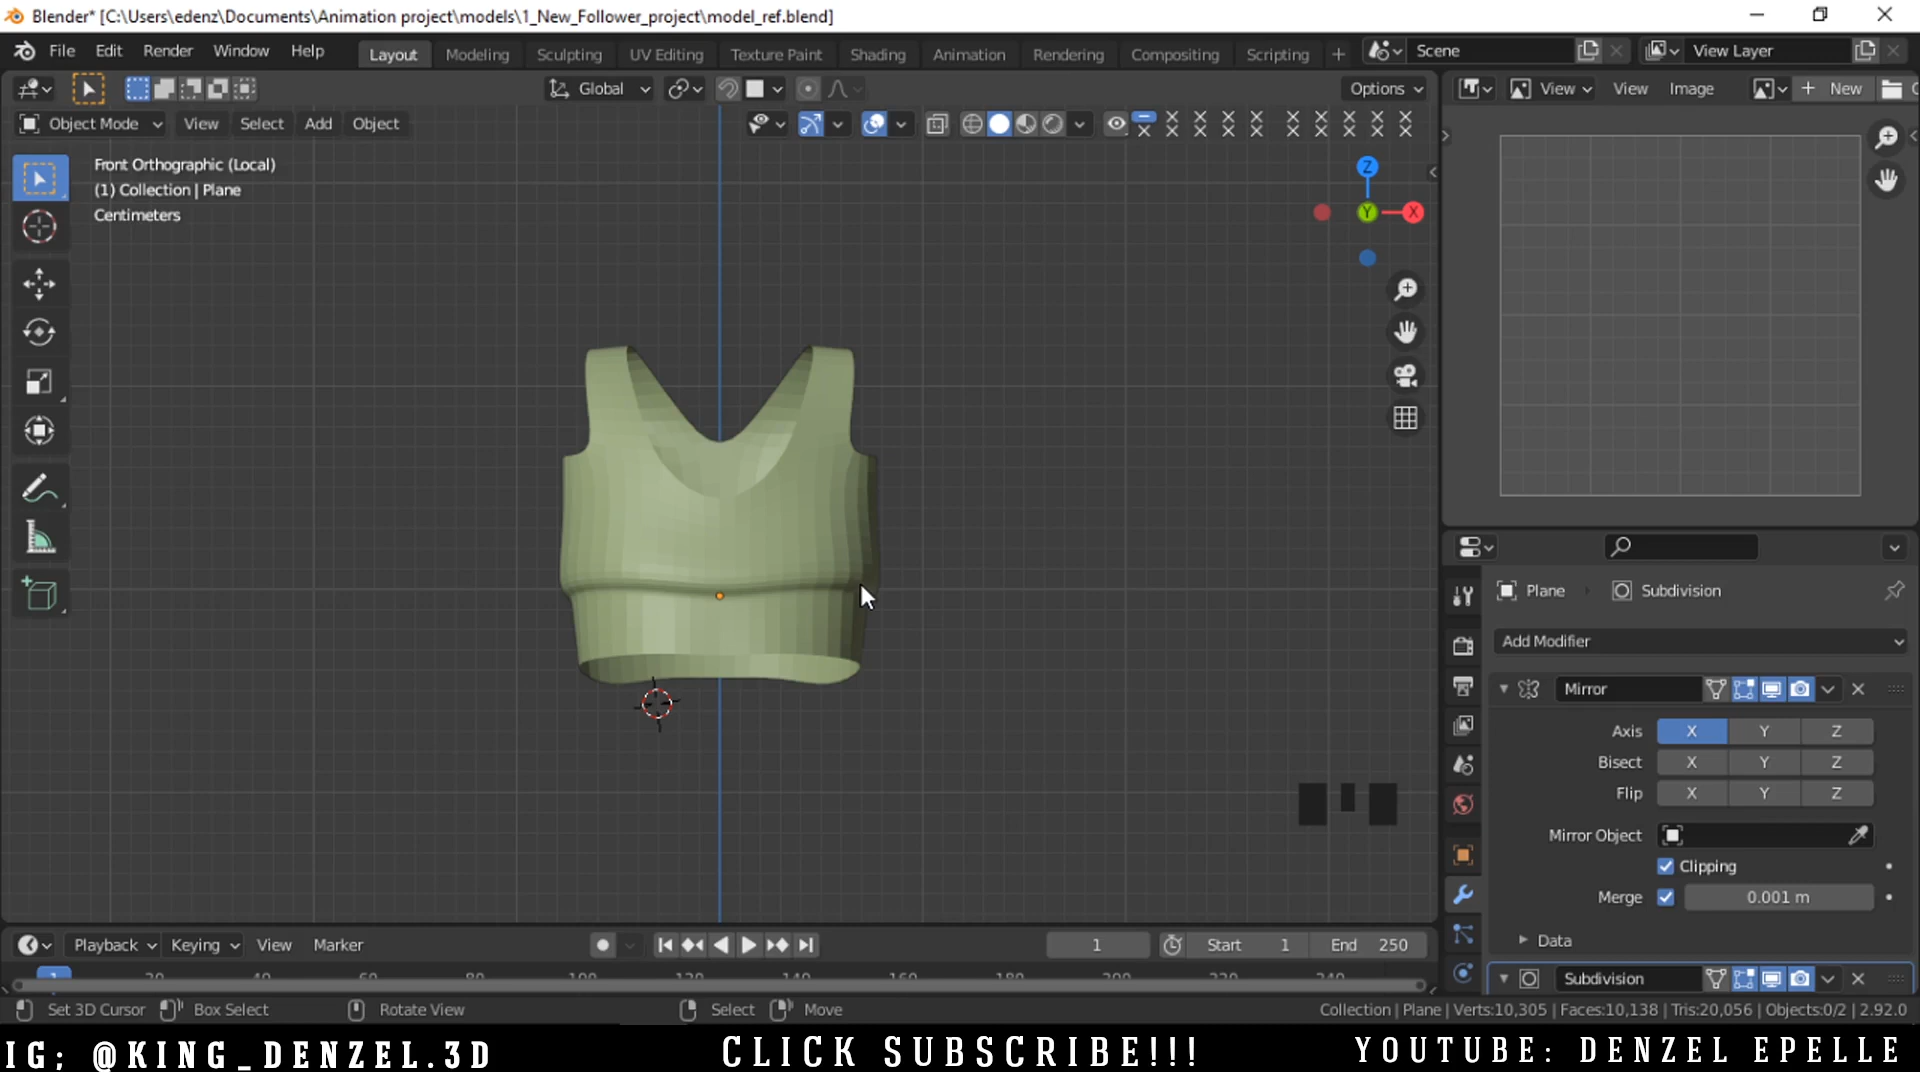 Blender* [C:\Users\edenz\Documents\Animation project\models\1_New_Follower_project\model_ref.blend]
File Edit Render Window Help Layout Modeling Sculpting UV Editing Texture Paint Shading Animation Rendering Compositing Scripting + Scene View Layer
Global Options View View Image + New
Object Mode View Select Add Object
Front Orthographic (Local)
(1) Collection | Plane
Centimeters
Z
Y
X
Plane Subdivision
Add Modifier
Mirror
Axis X Y Z
Bisect X Y Z
Flip X Y Z
Mirror Object
Clipping
Merge 0.001 m
Data
Subdivision
Playback Keying View Marker 1 Start 1 End 250
1
Set 3D Cursor Box Select Rotate View Select Move Collection | Plane | Verts:10,305 | Faces:10,138 | Tris:20,056 | Objects:0/2 | 2.92.0
IG; @KING_DENZEL.3D CLICK SUBSCRIBE!!! YOUTUBE: DENZEL EPELLE